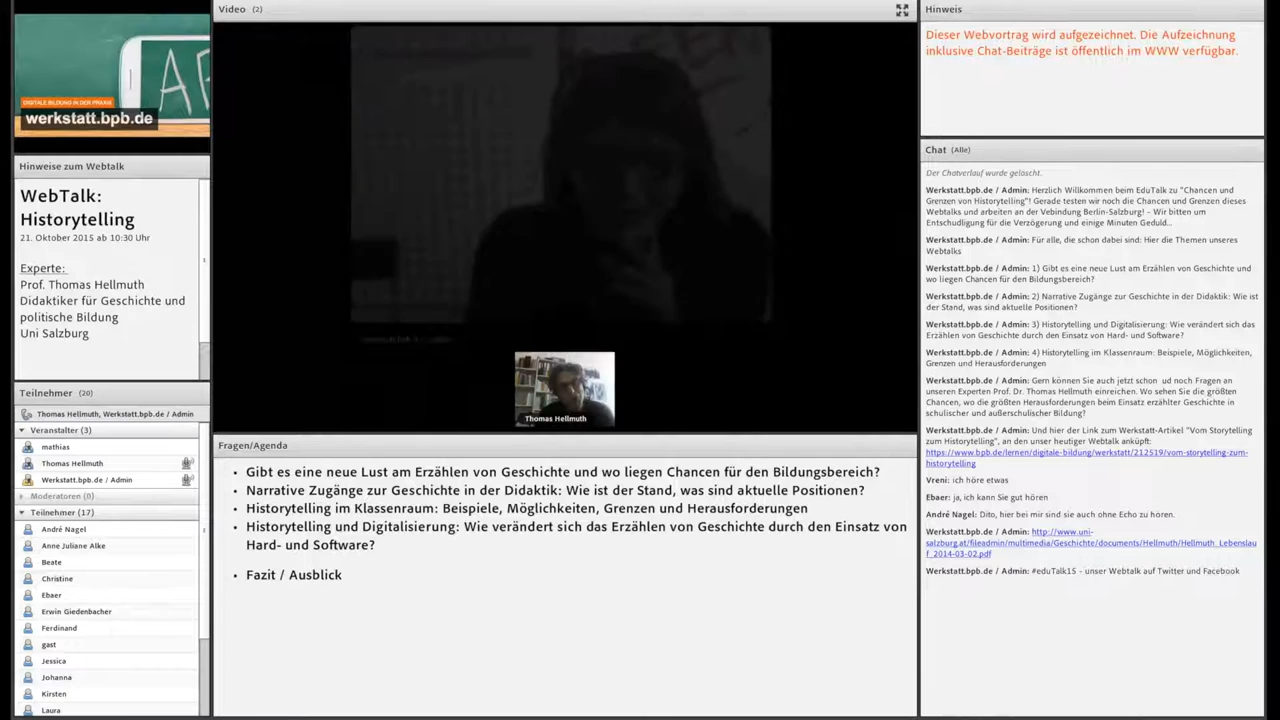 AP
DIGITALE BILDUNG IN DER PRAXIS
werkstatt.bpb.de
Hinweise zum Webtalk
WebTalk:
Historytelling
21. Oktober 2015 ab 10:30 Uhr
Experte:
Prof. Thomas Hellmuth
Didaktiker für Geschichte und
politische Bildung
Uni Salzburg
Teilnehmer (20)
Thomas Hellmuth, Werkstatt.bpb.de / Admin
Veranstalter (3)
mathias
Thomas Hellmuth
Werkstatt.bpb.de / Admin
Moderatoren (0)
Teilnehmer (17)
André Nagel
Anne Juliane Alke
Beate
Christine
Ebaer
Erwin Giedenbacher
Ferdinand
gast
Jessica
Johanna
Kirsten
Laura
Video (2)
Thomas Hellmuth
Fragen/Agenda
• Gibt es eine neue Lust am Erzählen von Geschichte und wo liegen Chancen für den Bildungsbereich?
• Narrative Zugänge zur Geschichte in der Didaktik: Wie ist der Stand, was sind aktuelle Positionen?
• Historytelling im Klassenraum: Beispiele, Möglichkeiten, Grenzen und Herausforderungen
• Historytelling und Digitalisierung: Wie verändert sich das Erzählen von Geschichte durch den Einsatz von
Hard- und Software?
• Fazit / Ausblick
Hinweis
Dieser Webvortrag wird aufgezeichnet. Die Aufzeichnung
inklusive Chat-Beiträge ist öffentlich im WWW verfügbar.
Chat (Alle)
Der Chatverlauf wurde gelöscht.
Werkstatt.bpb.de / Admin: Herzlich Willkommen beim EduTalk zu "Chancen und
Grenzen von Historytelling"! Gerade testen wir noch die Chancen und Grenzen dieses
Webtalks und arbeiten an der Vebindung Berlin-Salzburg! - Wir bitten um
Entschudligung für die Verzögerung und einige Minuten Geduld...
Werkstatt.bpb.de / Admin: Für alle, die schon dabei sind: Hier die Themen unseres
Webtalks
Werkstatt.bpb.de / Admin: 1) Gibt es eine neue Lust am Erzählen von Geschichte und
wo liegen Chancen für den Bildungsbereich?
Werkstatt.bpb.de / Admin: 2) Narrative Zugänge zur Geschichte in der Didaktik: Wie ist
der Stand, was sind aktuelle Positionen?
Werkstatt.bpb.de / Admin: 3) Historytelling und Digitalisierung: Wie verändert sich das
Erzählen von Geschichte durch den Einsatz von Hard- und Software?
Werkstatt.bpb.de / Admin: 4) Historytelling im Klassenraum: Beispiele, Möglichkeiten,
Grenzen und Herausforderungen
Werkstatt.bpb.de / Admin: Gern können Sie auch jetzt schon ud noch Fragen an
unseren Experten Prof. Dr. Thomas Hellmuth einreichen. Wo sehen Sie die größten
Chancen, wo die größten Herausforderungen beim Einsatz erzählter Geschichte in
schulischer und außerschulischer Bildung?
Werkstatt.bpb.de / Admin: Und hier der Link zum Werkstatt-Artikel "Vom Storytelling
zum Historytelling", an den unser heutiger Webtalk anküpft:
https://www.bpb.de/lernen/digitale-bildung/werkstatt/212519/vom-storytelling-zum-
historytelling
Vreni: ich höre etwas
Ebaer: ja, ich kann Sie gut hören
André Nagel: Dito, hier bei mir sind sie auch ohne Echo zu hören.
Werkstatt.bpb.de / Admin: http://www.uni-
salzburg.at/fileadmin/multimedia/Geschichte/documents/Hellmuth/Hellmuth_Lebenslau
f_2014-03-02.pdf
Werkstatt.bpb.de / Admin: #eduTalk15 - unser Webtalk auf Twitter und Facebook